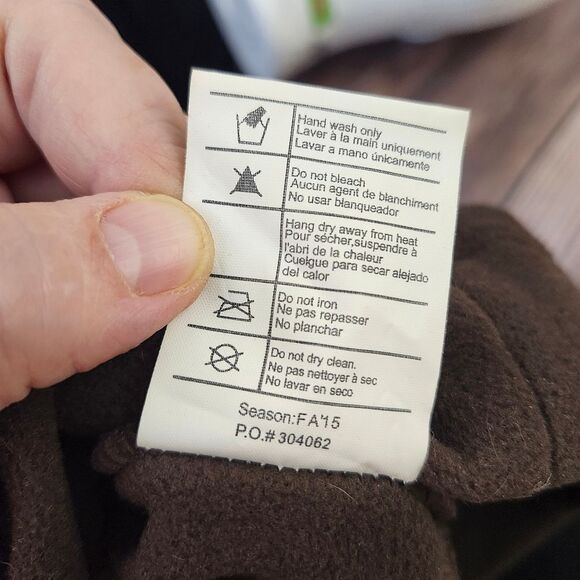 Hand wash only
Laver à la main uniquement
Lavar a mano únicamente
Do not bleach
Aucun agent de blanchiment
No usar blanqueador
Hang dry away from heat
Pour sécher,suspendre à
l'abri de la chaleur
Cuelgue para secar alejado
del calor
Do not iron
Ne pas repasser
No planchar
Do not dry clean.
Ne pas nettoyer à sec
No lavar en seco
Season:FA'15
P.O.# 304062